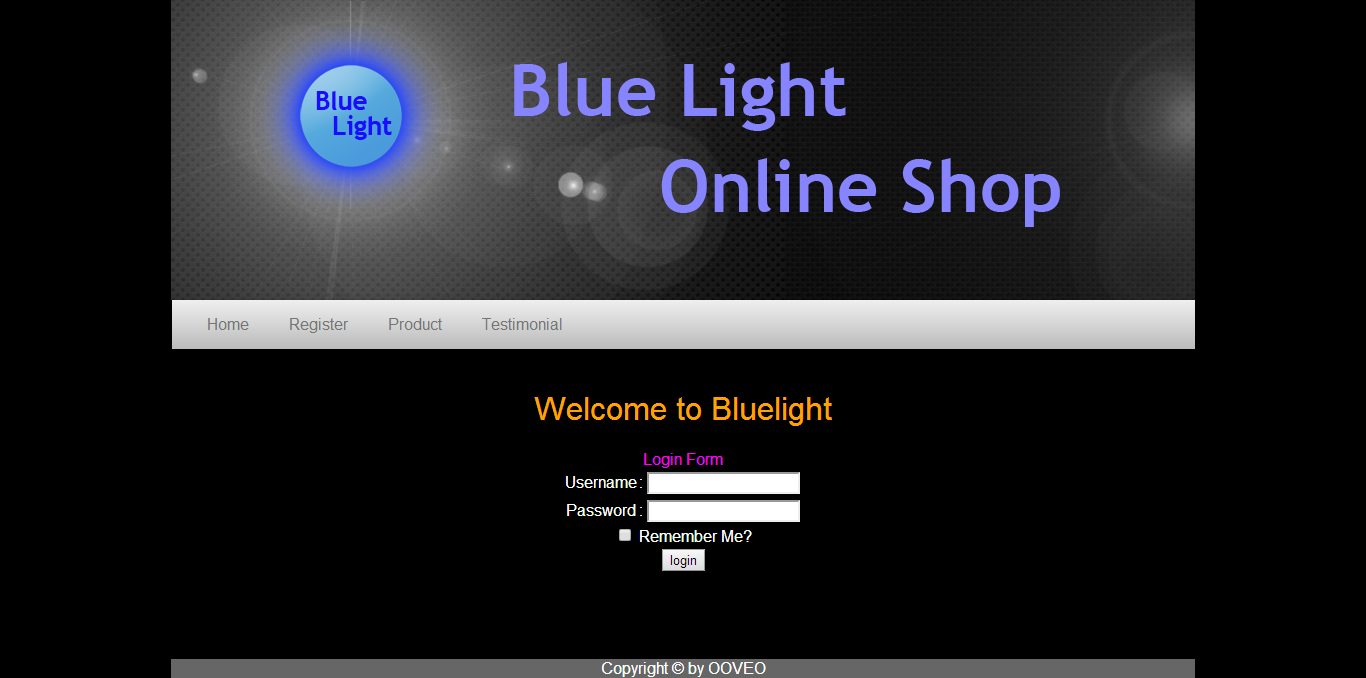 Blue
Light
Blue Light
Online Shop
Home Register Product Testimonial
Welcome to Bluelight
Login Form
Username :
Password :
Remember Me?
login
Copyright © by OOVEO